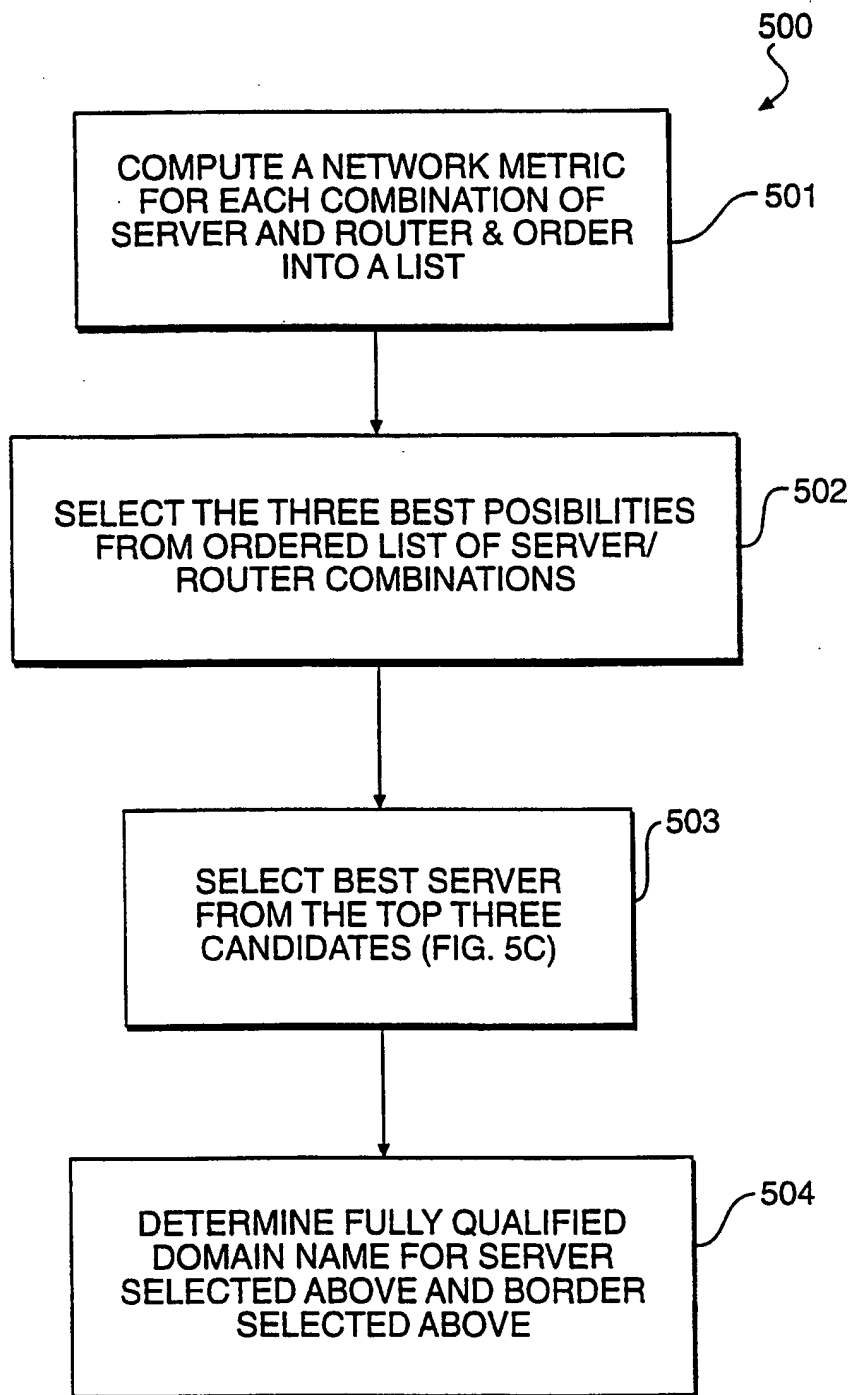 500
COMPUTE A NETWORK METRIC
FOR EACH COMBINATION OF
SERVER AND ROUTER & ORDER
INTO A LIST
501
SELECT THE THREE BEST POSIBILITIES
FROM ORDERED LIST OF SERVER/
ROUTER COMBINATIONS
502
SELECT BEST SERVER
FROM THE TOP THREE
CANDIDATES (FIG. 5C)
503
DETERMINE FULLY QUALIFIED
DOMAIN NAME FOR SERVER
SELECTED ABOVE AND BORDER
SELECTED ABOVE
504